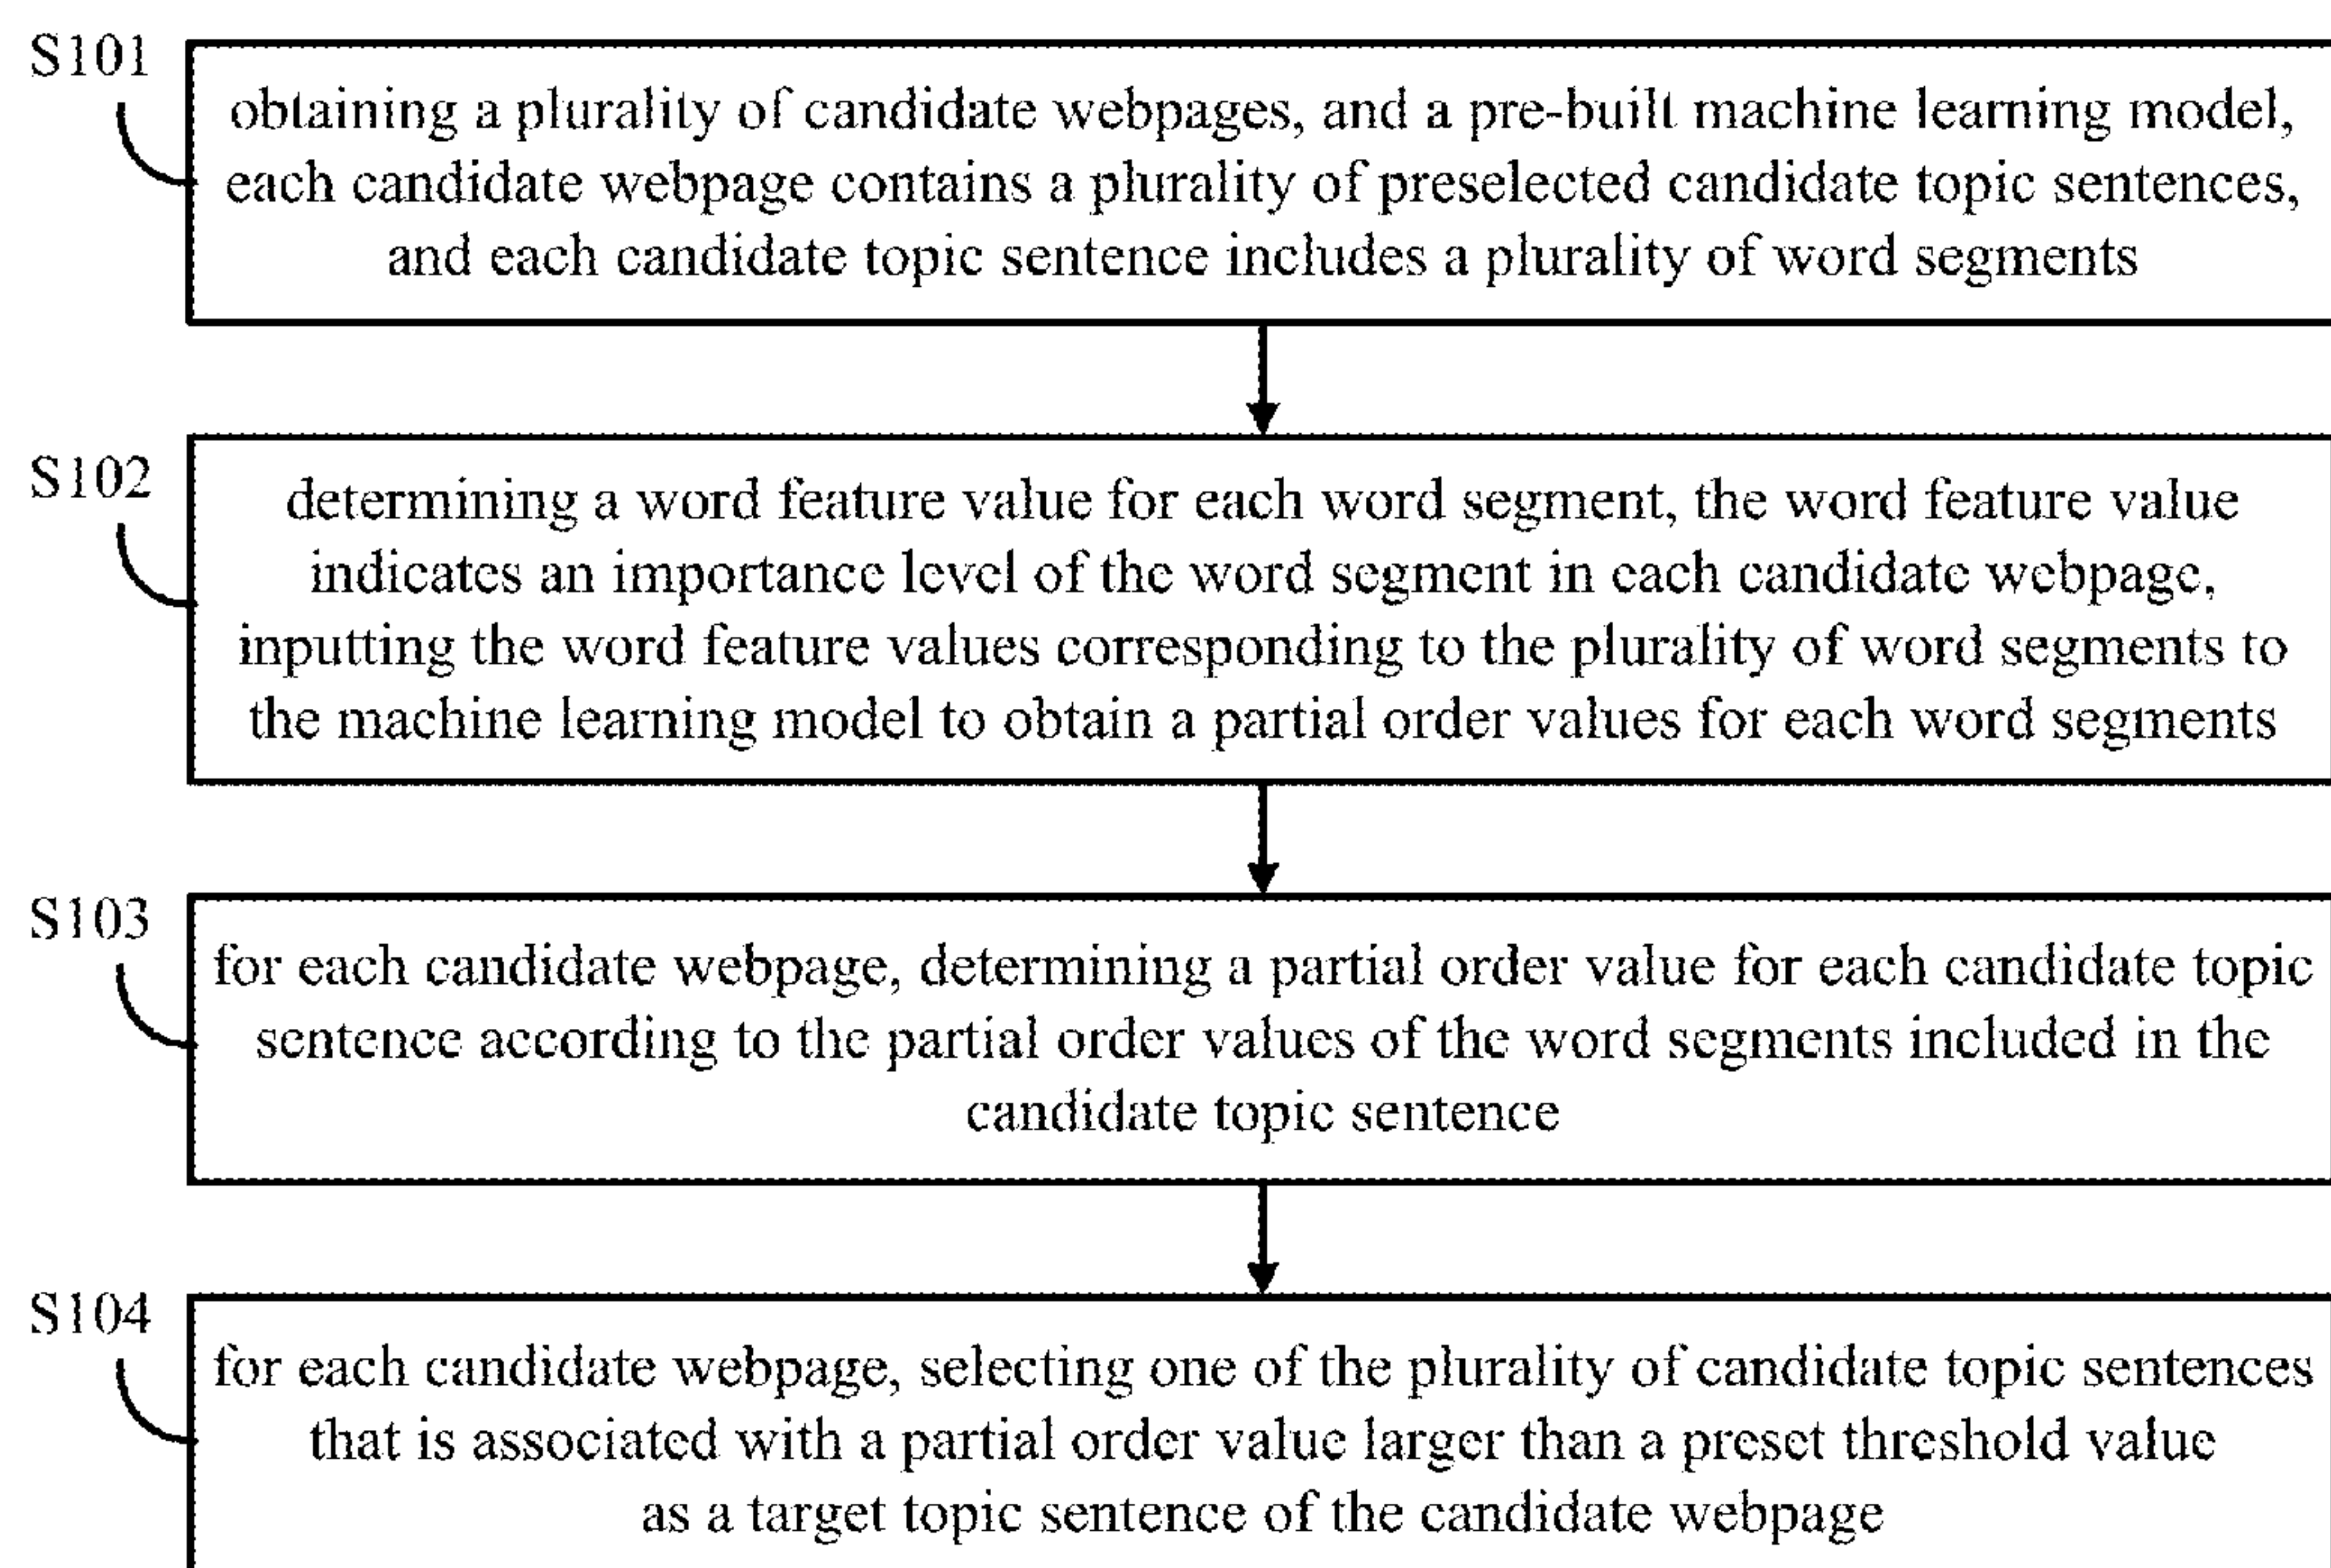 S101
obtaining a plurality of candidate webpages, and a pre-built machine learning model,
each candidate webpage contains a plurality of preselected candidate topic sentences,
and each candidate topic sentence includes a plurality of word segments
S102
determining a word feature value for each word segment, the word feature value
indicates an importance level of the word segment in each candidate webpage,
inputting the word feature values corresponding to the plurality of word segments to
the machine learning model to obtain a partial order values for each word segments
S103
for each candidate webpage, determining a partial order value for each candidate topic
sentence according to the partial order values of the word segments included in the
candidate topic sentence
S104
for each candidate webpage, selecting one of the plurality of candidate topic sentences
that is associated with a partial order value larger than a preset threshold value
as a target topic sentence of the candidate webpage